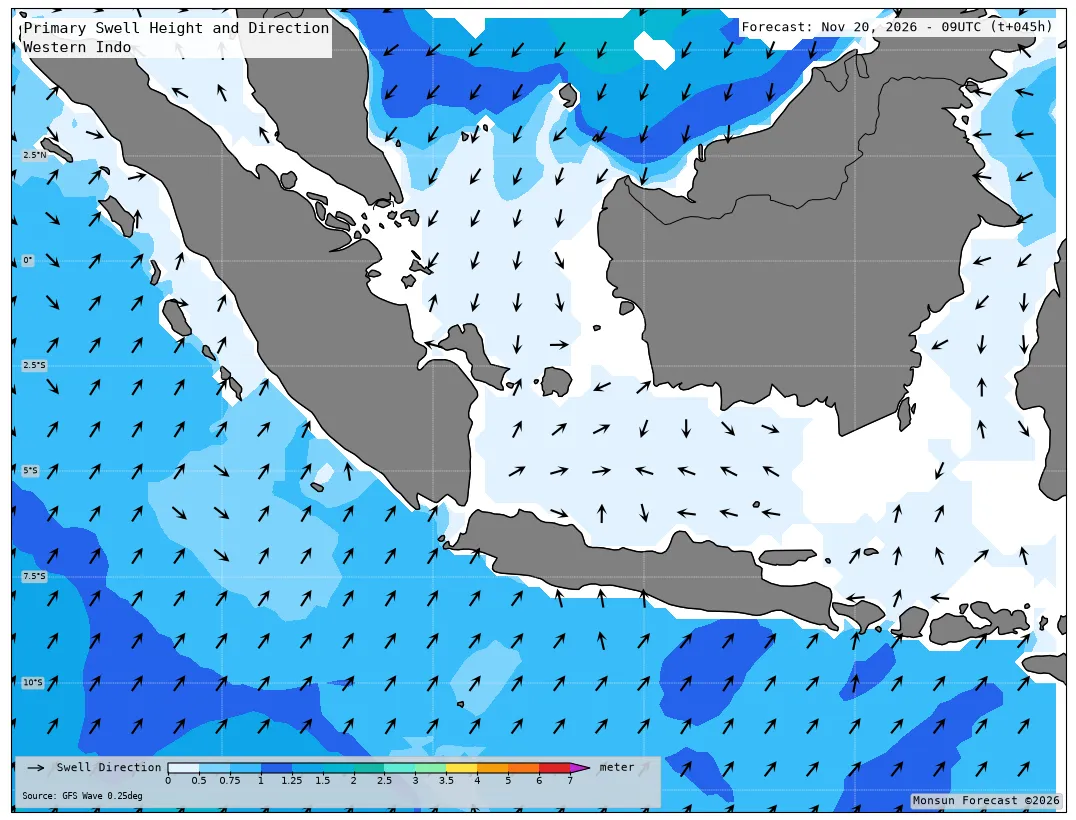 Primary Swell Height and Direction
Western Indo
Forecast: Nov 20, 2026 - 09UTC (t+045h)
2.5°N
0°
2.5°S
5°S
7.5°S
10°S
Swell Direction
0 0.5 0.75 1 1.25 1.5 2 2.5 3 3.5 4 5 6 7
meter
Source: GFS Wave 0.25deg
Monsun Forecast ©2026